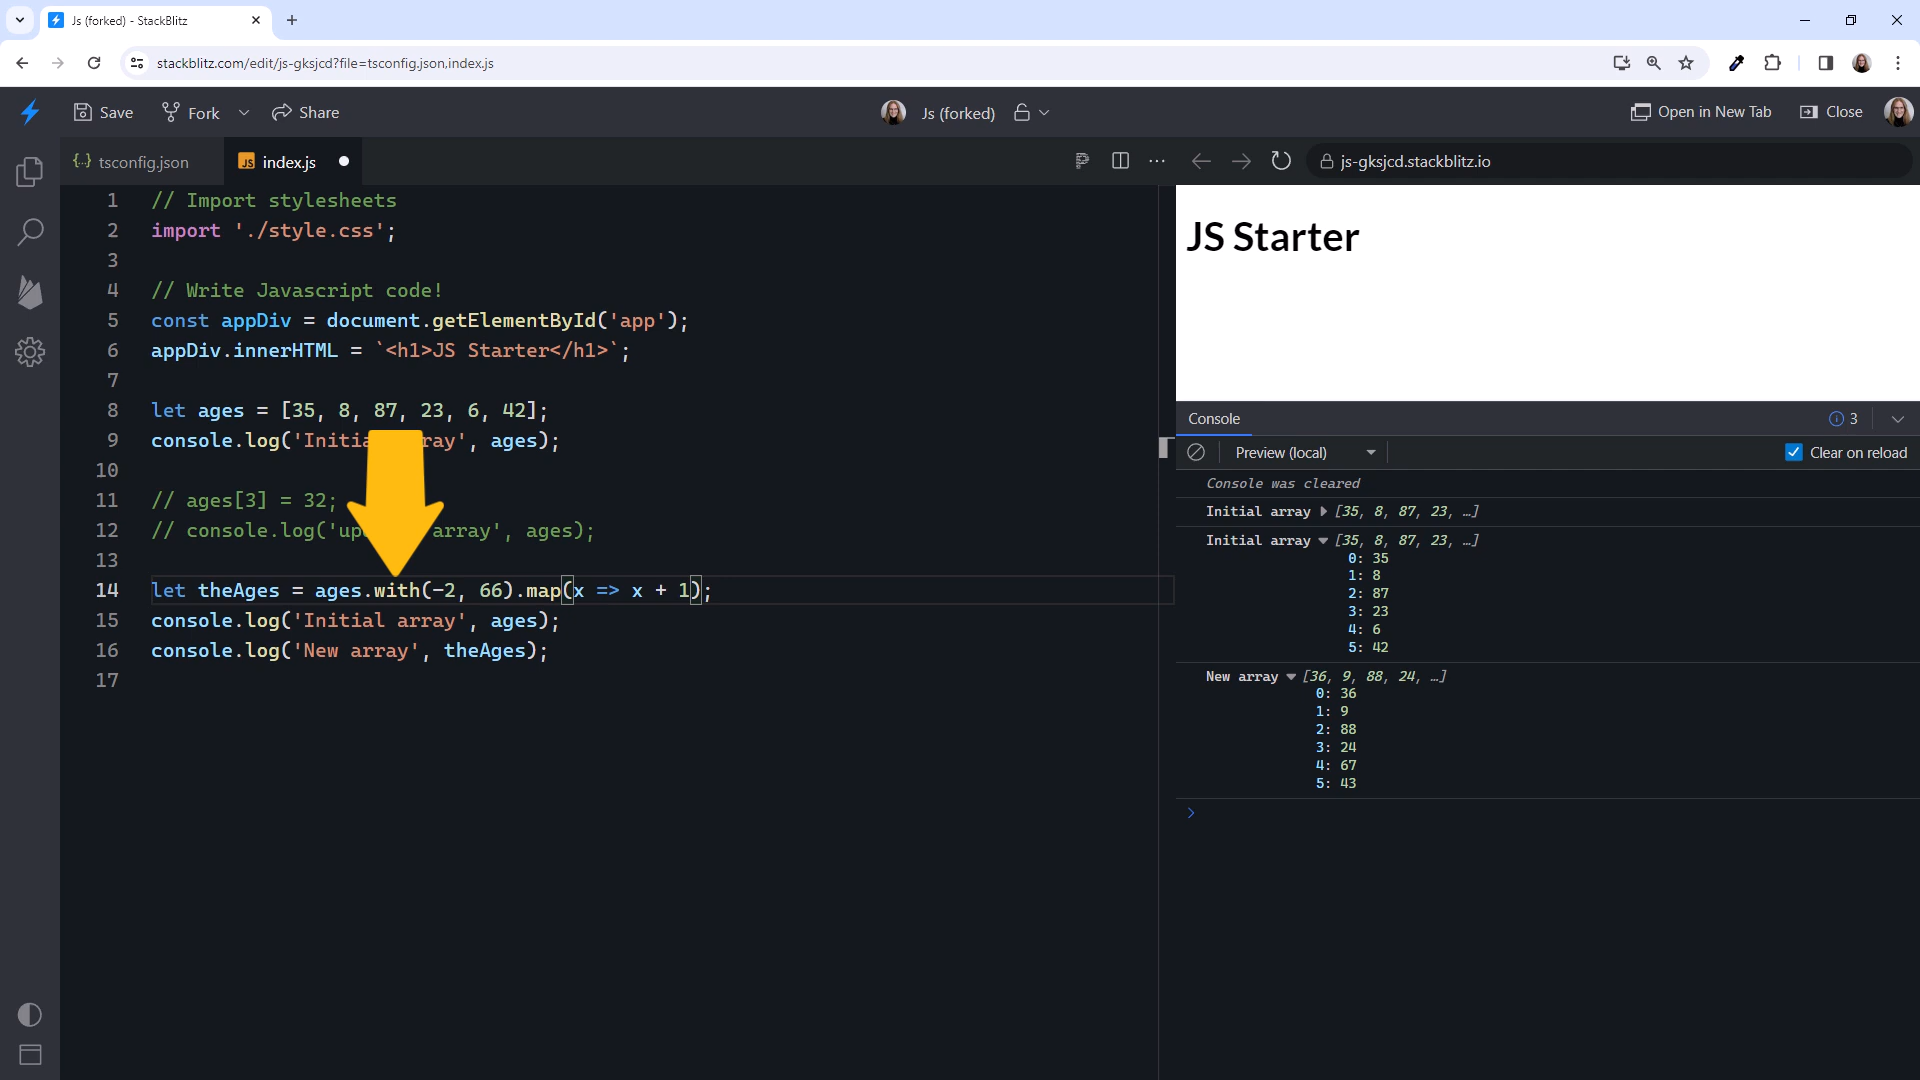 Js (forked) - StackBlitz
stackblitz.com/edit/js-gksjcd?file=tsconfig.json,index.js
Save
Fork
Share
Js (forked)
Open in New Tab
Close
tsconfig.json
JS index.js
js-gksjcd.stackblitz.io
1 // Import stylesheets
2 import './style.css';
3
4 // Write Javascript code!
5 const appDiv = document.getElementById('app');
6 appDiv.innerHTML = `<h1>JS Starter</h1>`;
7
8 let ages = [35, 8, 87, 23, 6, 42];
9 console.log('Initia ray', ages);
10
11 // ages[3] = 32;
12 // console.log('up array', ages);
13
14 let theAges = ages.with(-2, 66).map(x => x + 1);
15 console.log('Initial array', ages);
16 console.log('New array', theAges);
17
JS Starter
Console
3
Preview (local)
Clear on reload
Console was cleared
Initial array [35, 8, 87, 23, …]
Initial array [35, 8, 87, 23, …]
0: 35
1: 8
2: 87
3: 23
4: 6
5: 42
New array [36, 9, 88, 24, …]
0: 36
1: 9
2: 88
3: 24
4: 67
5: 43